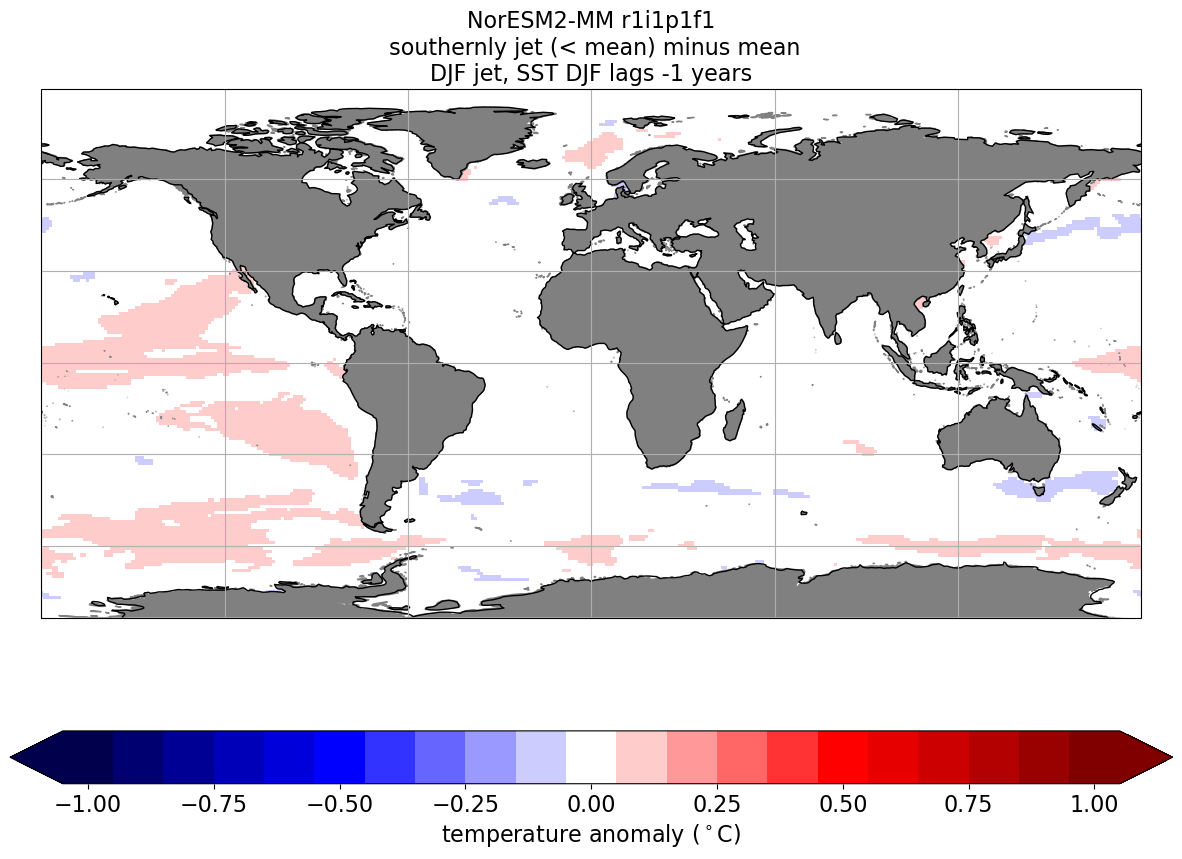 NorESM2-MM r1i1p1f1
southernly jet (< mean) minus mean
DJF jet, SST DJF lags -1 years
−1.00 −0.75 −0.50 −0.25 0.00 0.25 0.50 0.75 1.00
temperature anomaly (°C)